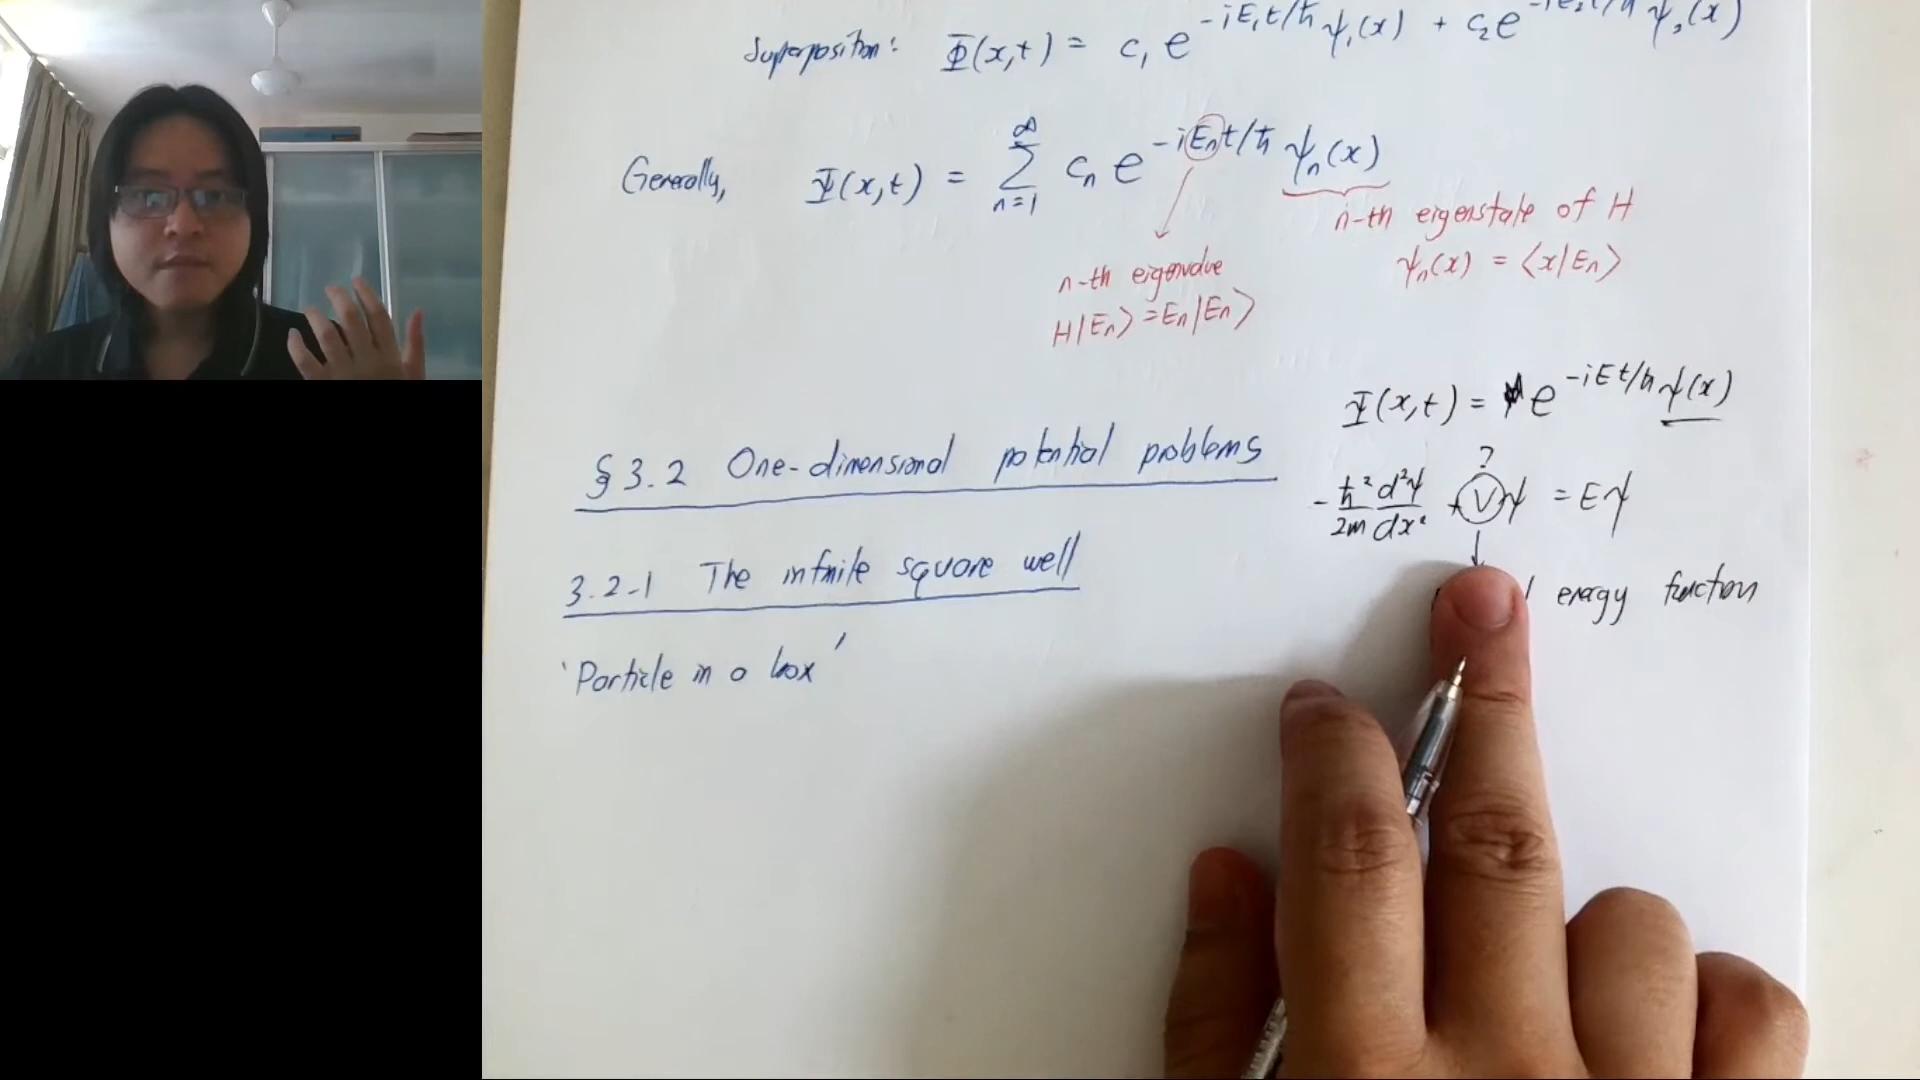 Superposition: Φ(x,t) = c₁ e^{-iE₁t/ħ} ψ₁(x) + c₂ e^{-iE₂t/ħ} ψ₂(x)
Generally, Ψ(x,t) = ∑_{n=1}^{∞} cₙ e^{-iEₙt/ħ} ψₙ(x)
n-th eigenstate of H
ψₙ(x) = ⟨x|Eₙ⟩
n-th eigenvalue
H|Eₙ⟩ = Eₙ|Eₙ⟩
Ψ(x,t) = e^{-iEt/ħ} ψ(x)
§3.2 One-dimensional potential problems
?
-ħ²/2m d²ψ/dx² + Vψ = Eψ
3.2-1 The infinite square well
energy function
'Particle in a box'